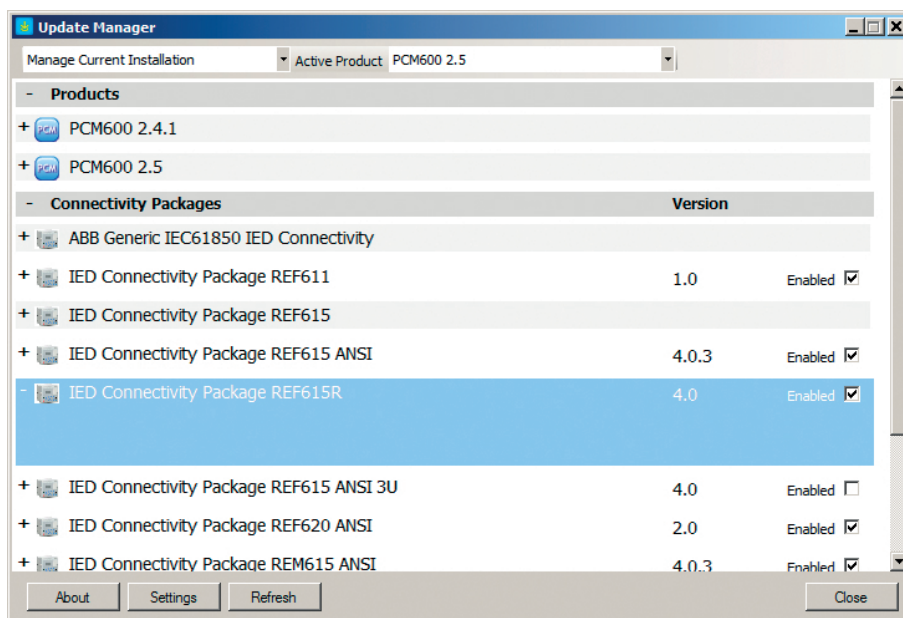 Update Manager
Manage Current Installation Active Product PCM600 2.5
- Products
+ PCM PCM600 2.4.1
+ PCM PCM600 2.5
- Connectivity Packages Version
+ ABB Generic IEC61850 IED Connectivity
+ IED Connectivity Package REF611 1.0 Enabled
+ IED Connectivity Package REF615
+ IED Connectivity Package REF615 ANSI 4.0.3 Enabled
- IED Connectivity Package REF615R 4.0 Enabled
+ IED Connectivity Package REF615 ANSI 3U 4.0 Enabled
+ IED Connectivity Package REF620 ANSI 2.0 Enabled
+ IED Connectivity Package REM615 ANSI 4.0.3 Enabled
About Settings Refresh Close